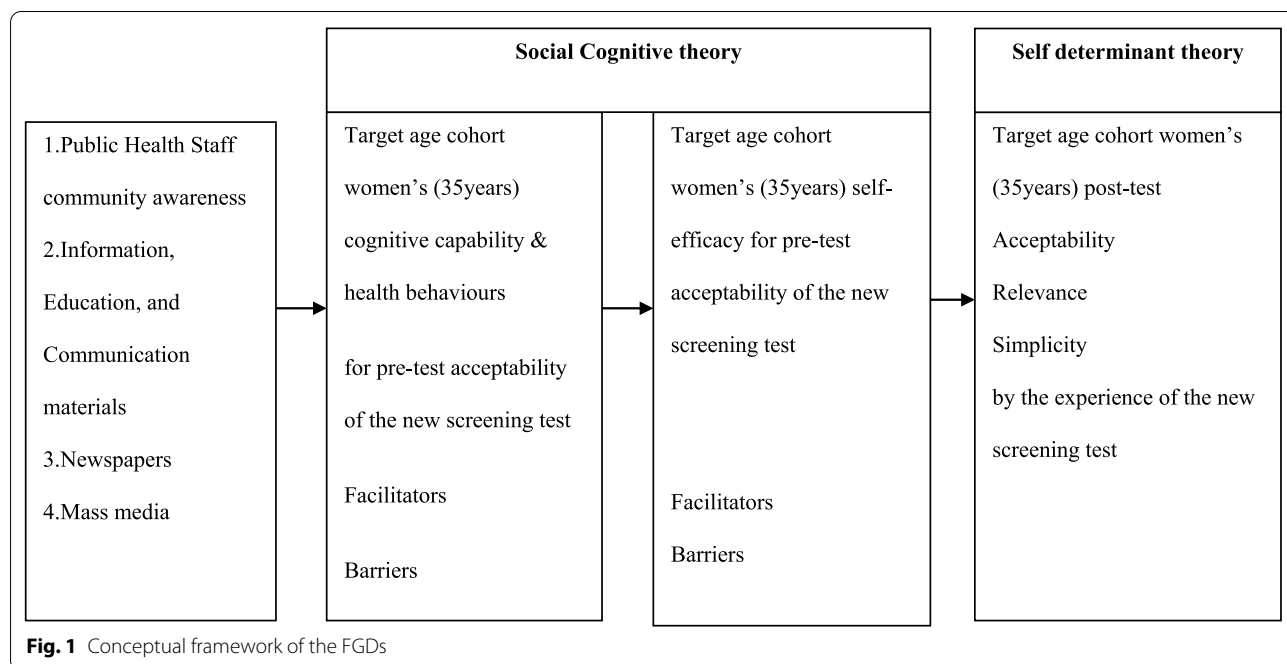 Social Cognitive theory
Self determinant theory
1.Public Health Staff
community awareness
2.Information,
Education, and
Communication
materials
3.Newspapers
4.Mass media
Target age cohort
women's (35years)
cognitive capability &
health behaviours
for pre-test acceptability
of the new screening test
Facilitators
Barriers
Target age cohort
women's (35years) self-
efficacy for pre-test
acceptability of the new
screening test
Facilitators
Barriers
Target age cohort women's
(35years) post-test
Acceptability
Relevance
Simplicity
by the experience of the new
screening test
Fig. 1 Conceptual framework of the FGDs